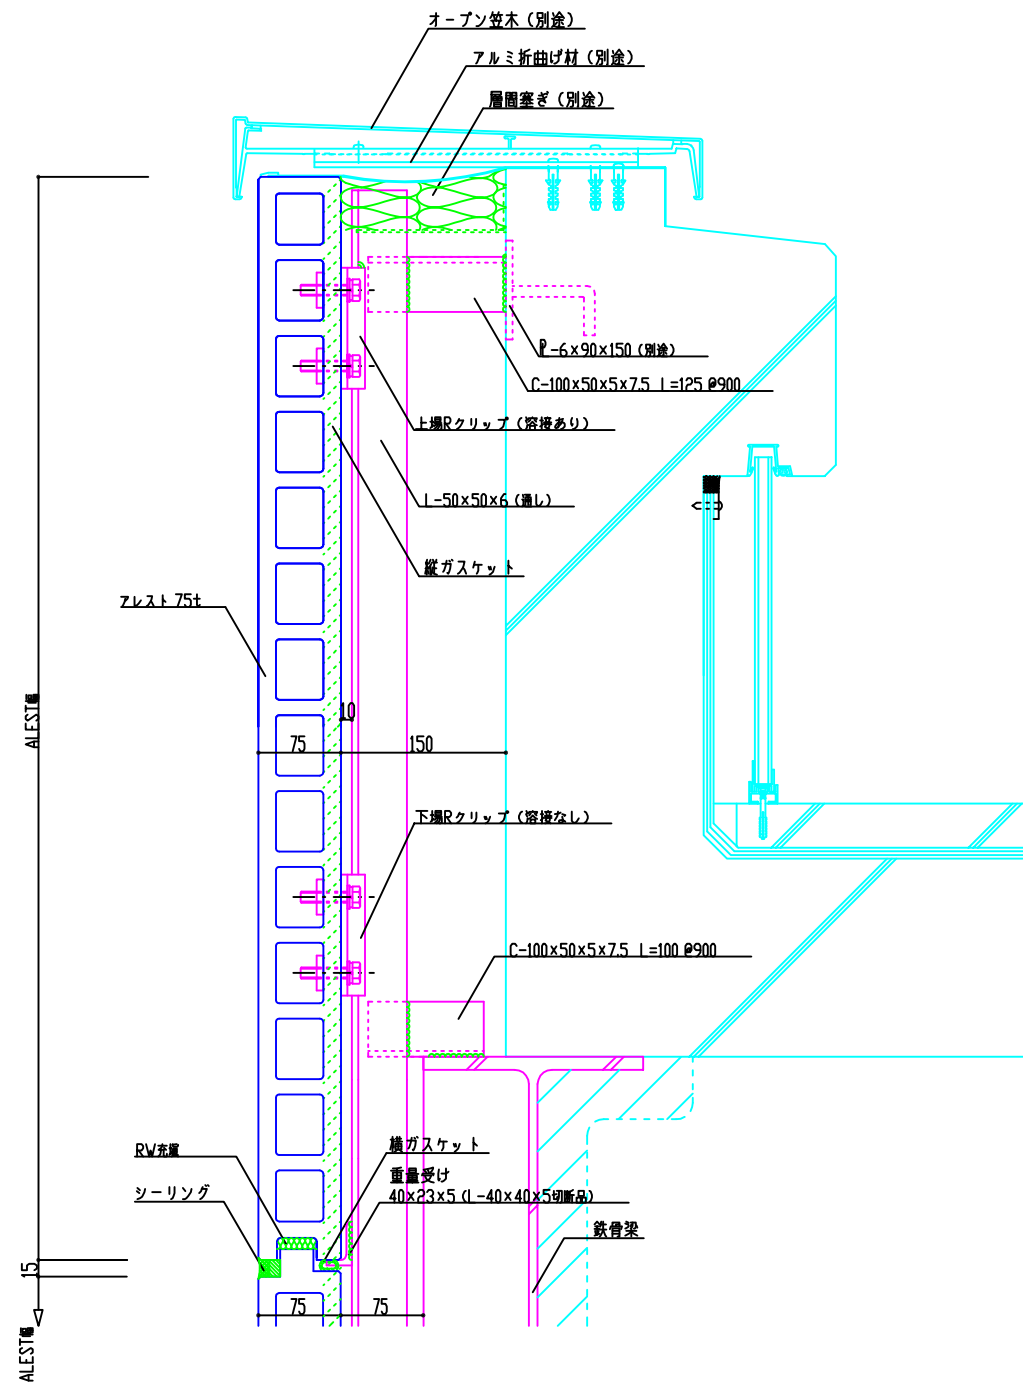 オープン笠木（別途）
アルミ折曲げ材（別途）
層間塞ぎ（別途）
PL-6×90×150（別途）
C-100×50×5×7.5 L=125 @900
上場Rクリップ（溶接あり）
L-50×50×6（通し）
縦ガスケット
アレスト 75t
ALEST幅
10
75
150
下場Rクリップ（溶接なし）
C-100×50×5×7.5 L=100 @900
RW充填
横ガスケット
シーリング
重量受け
40×23×5（L-40×40×5切断品）
鉄骨梁
15
75
75
ALEST幅